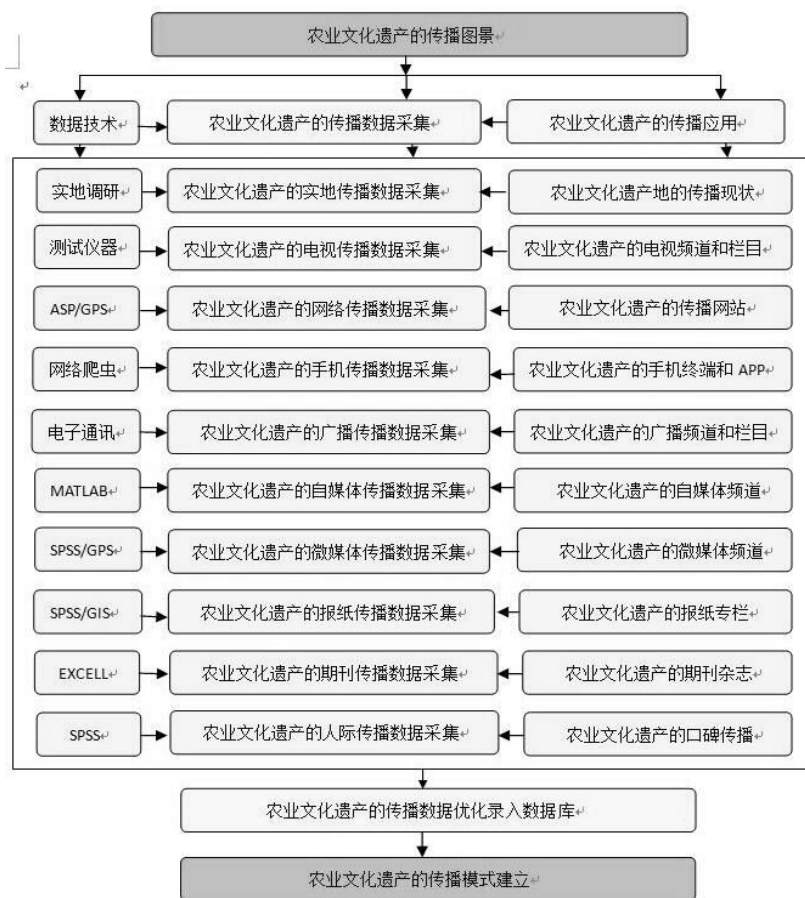 农业文化遗产的传播图景
数据技术 农业文化遗产的传播数据采集 农业文化遗产的传播应用
实地调研 农业文化遗产的实地传播数据采集 农业文化遗产地的传播现状
测试仪器 农业文化遗产的电视传播数据采集 农业文化遗产的电视频道和栏目
ASP/GPS 农业文化遗产的网络传播数据采集 农业文化遗产的传播网站
网络爬虫 农业文化遗产的手机传播数据采集 农业文化遗产的手机终端和 APP
电子通讯 农业文化遗产的广播传播数据采集 农业文化遗产的广播频道和栏目
MATLAB 农业文化遗产的自媒体传播数据采集 农业文化遗产的自媒体频道
SPSS/GPS 农业文化遗产的微媒体传播数据采集 农业文化遗产的微媒体频道
SPSS/GIS 农业文化遗产的报纸传播数据采集 农业文化遗产的报纸专栏
EXCELL 农业文化遗产的期刊传播数据采集 农业文化遗产的期刊杂志
SPSS 农业文化遗产的人际传播数据采集 农业文化遗产的口碑传播
农业文化遗产的传播数据优化录入数据库
农业文化遗产的传播模式建立